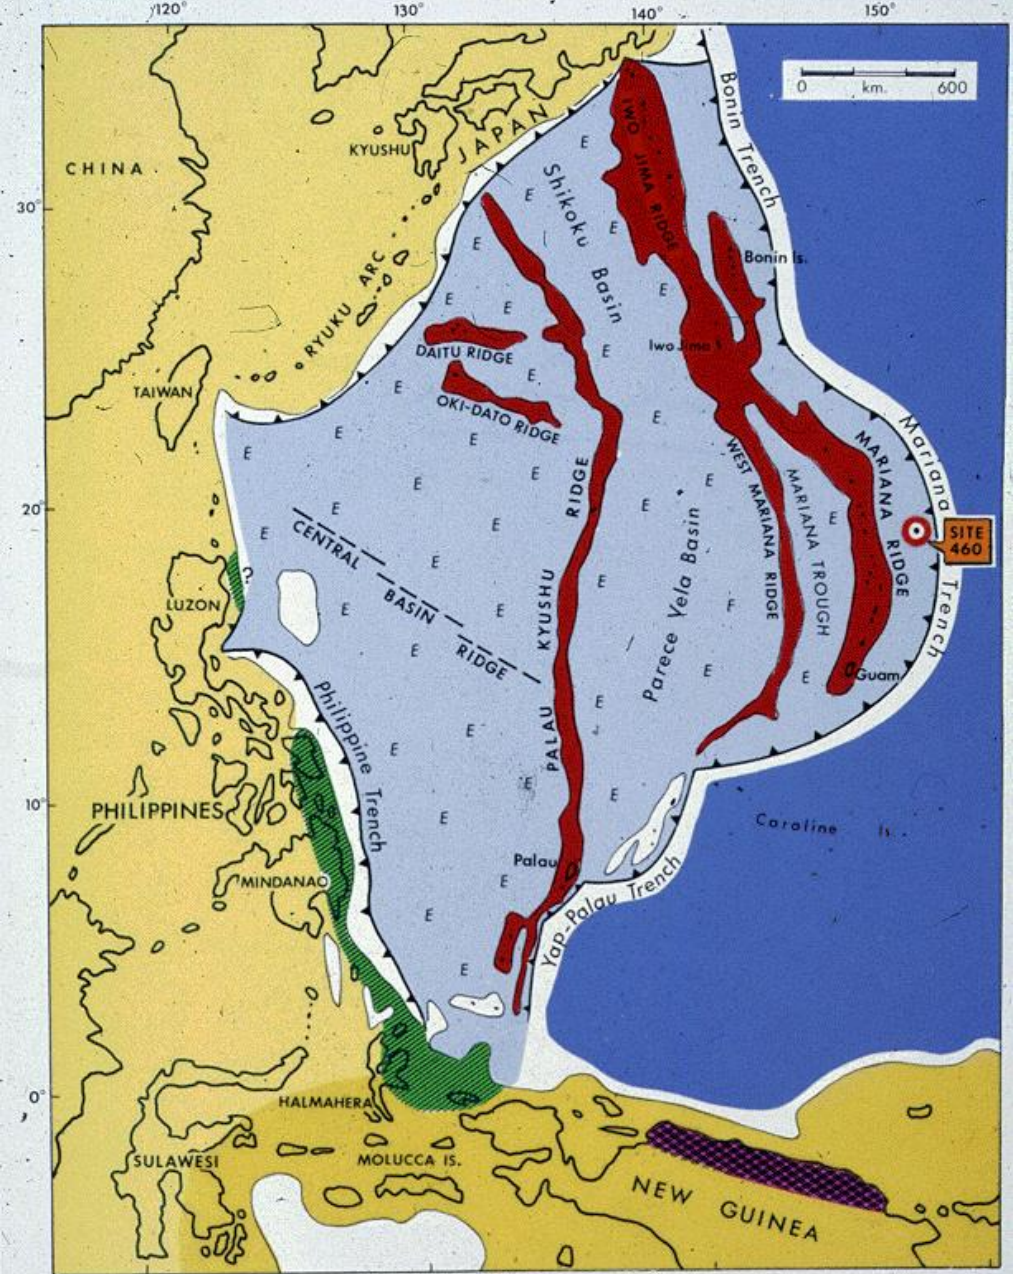 120° 130° 140° 150°
30°
20°
10°
0°
0 km. 600
CHINA
KYUSHU
JAPAN
RYUKU ARC
TAIWAN
LUZON
?
PHILIPPINES
MINDANAO
HALMAHERA
SULAWESI
MOLUCCA IS.
NEW GUINEA
Shikoku Basin
IWO JIMA RIDGE
Bonin Trench
Bonin Is.
Iwo Jima
DAITU RIDGE
OKI-DATO RIDGE
CENTRAL BASIN RIDGE
PALAU KYUSHU RIDGE
Parece Vela Basin
WEST MARIANA RIDGE
MARIANA TROUGH
MARIANA RIDGE
Mariana Trench
SITE
460
Guam
Philippine Trench
Palau
Yap-Palau Trench
Caroline Is.
E E E E E E E E E E E E E E E E E E E E E E E E E E E E E E E E E E E E E E E